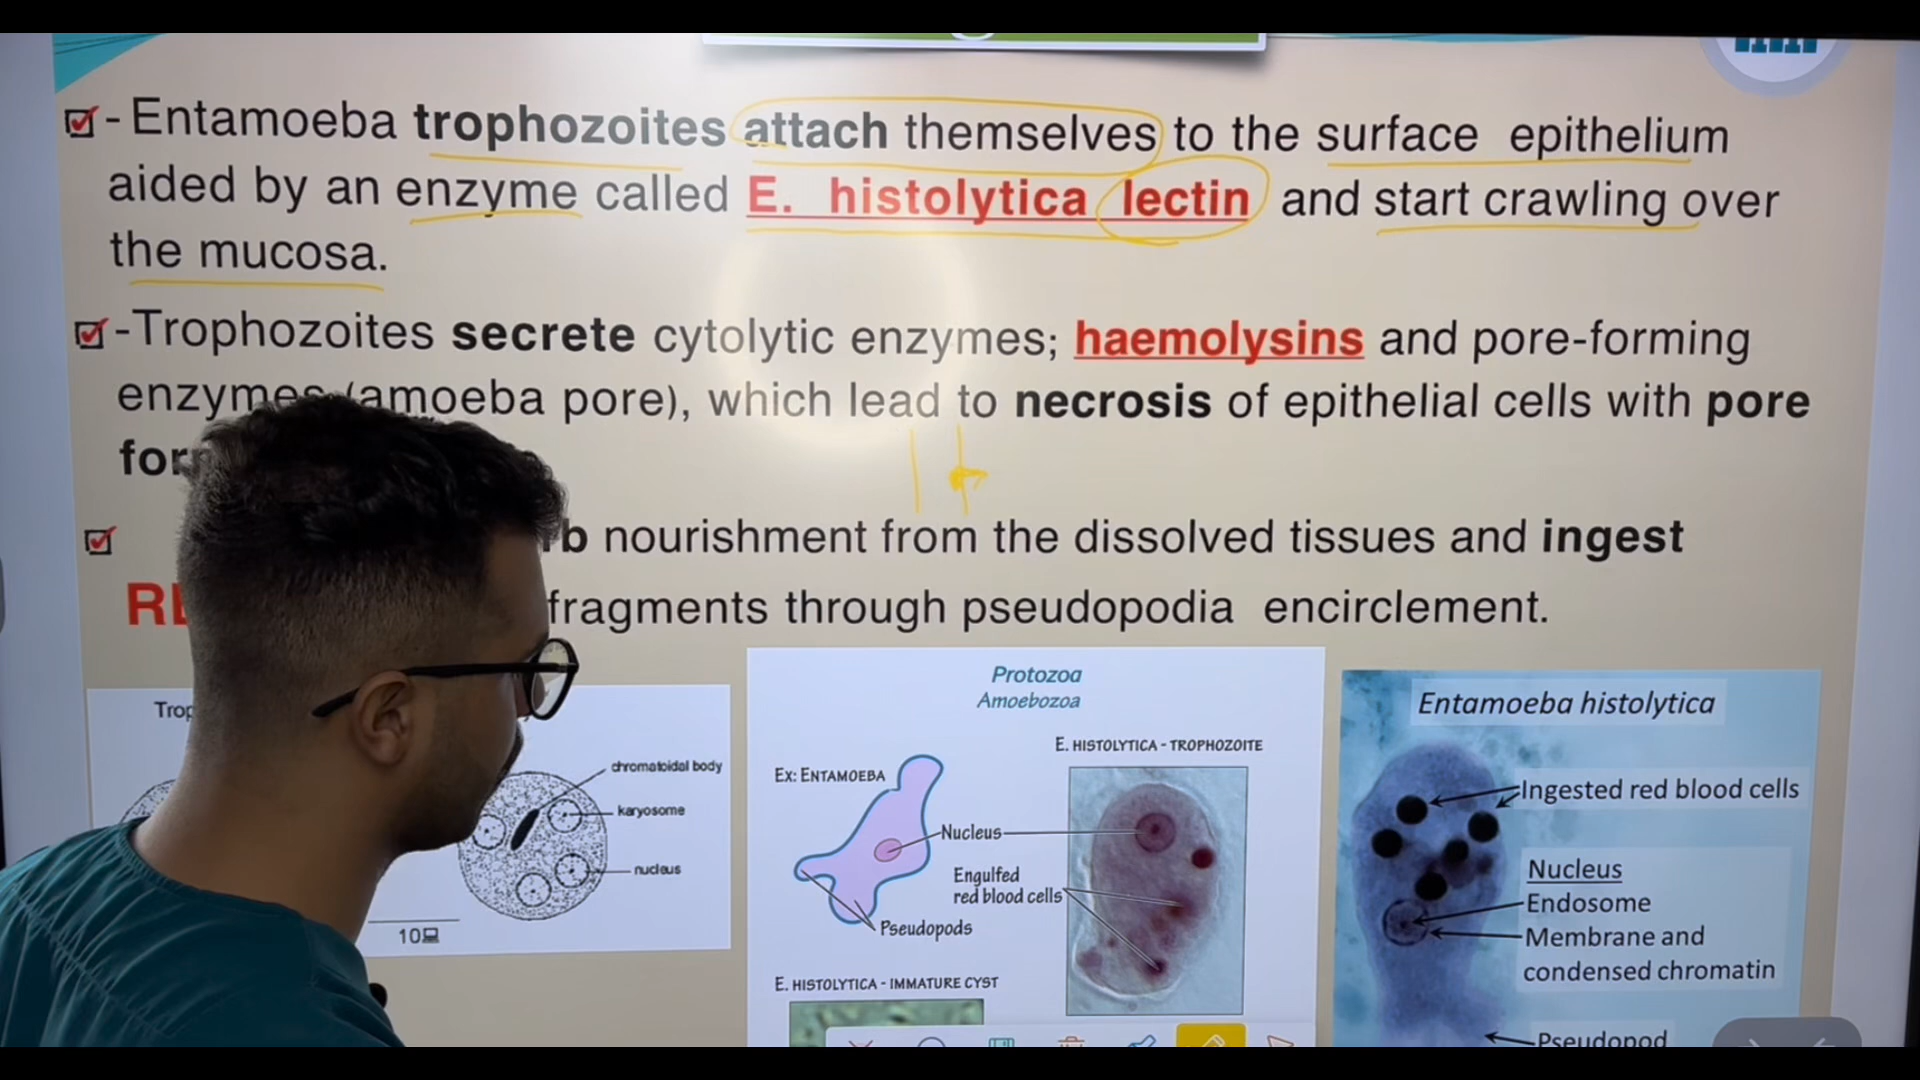 - Entamoeba trophozoites attach themselves to the surface epithelium
aided by an enzyme called E. histolytica lectin and start crawling over
the mucosa.
-Trophozoites secrete cytolytic enzymes; haemolysins and pore-forming
enzymes (amoeba pore), which lead to necrosis of epithelial cells with pore
nourishment from the dissolved tissues and ingest
fragments through pseudopodia encirclement.
chromatoidal body
karyosome
nucleus
10
Protozoa
Amoebozoa
E. HISTOLYTICA - TROPHOZOITE
EX: ENTAMOEBA
Nucleus
Engulfed
red blood cells
Pseudopods
E. HISTOLYTICA - IMMATURE CYST
Entamoeba histolytica
Ingested red blood cells
Nucleus
Endosome
Membrane and
condensed chromatin
Pseudopod